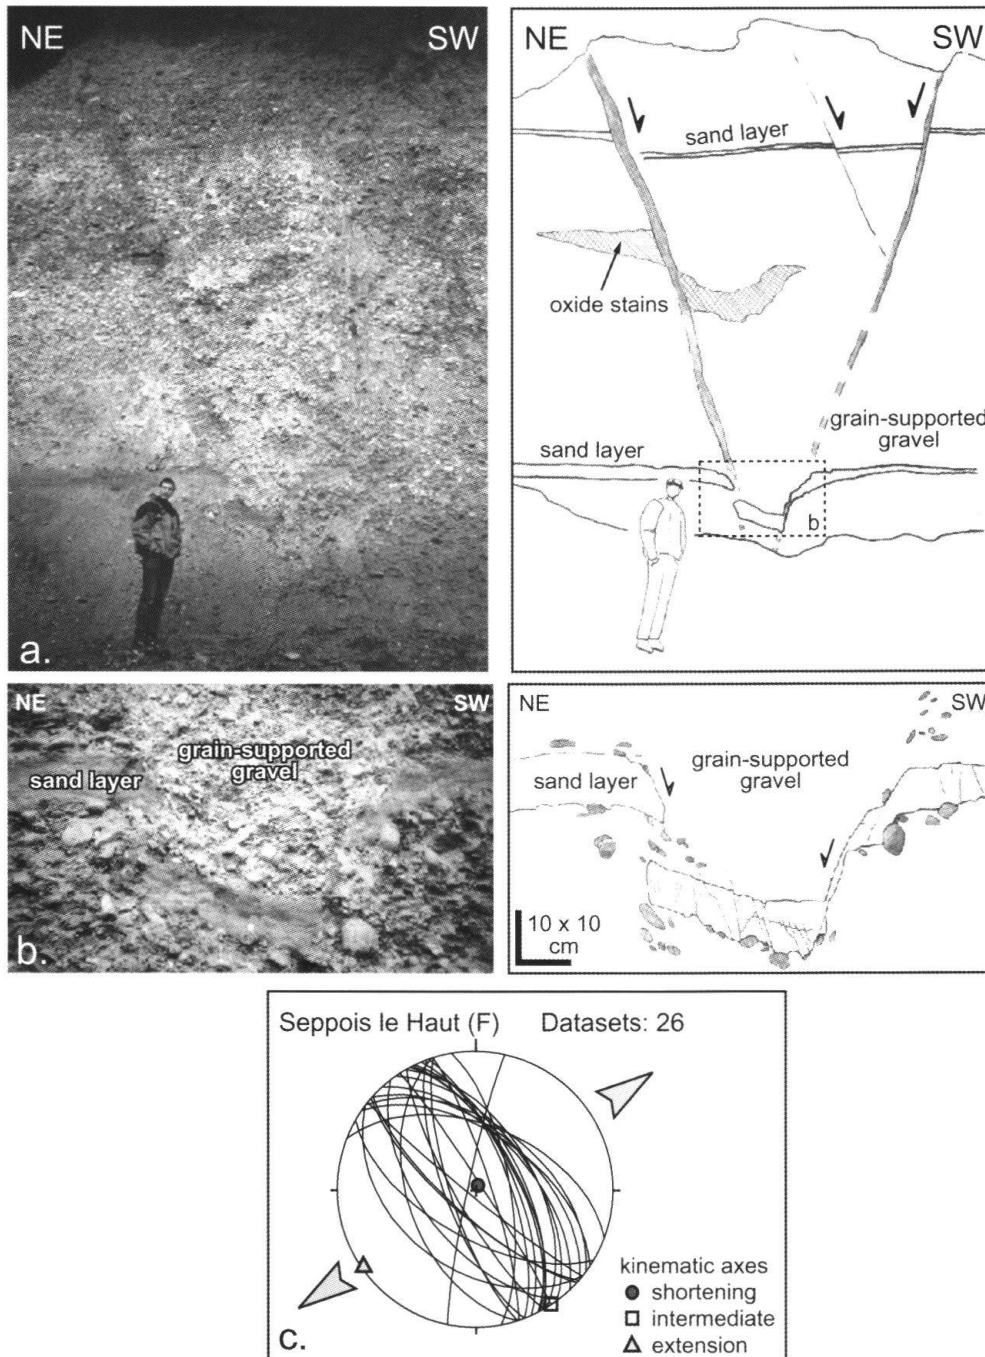 NE
SW
a.
NE
SW
sand layer
oxide stains
grain-supported
gravel
sand layer
b
NE
SW
grain-supported
gravel
sand layer
b.
NE
SW
grain-supported
gravel
sand layer
10 x 10
cm
Seppois le Haut (F) Datasets: 26
kinematic axes
shortening
intermediate
extension
c.